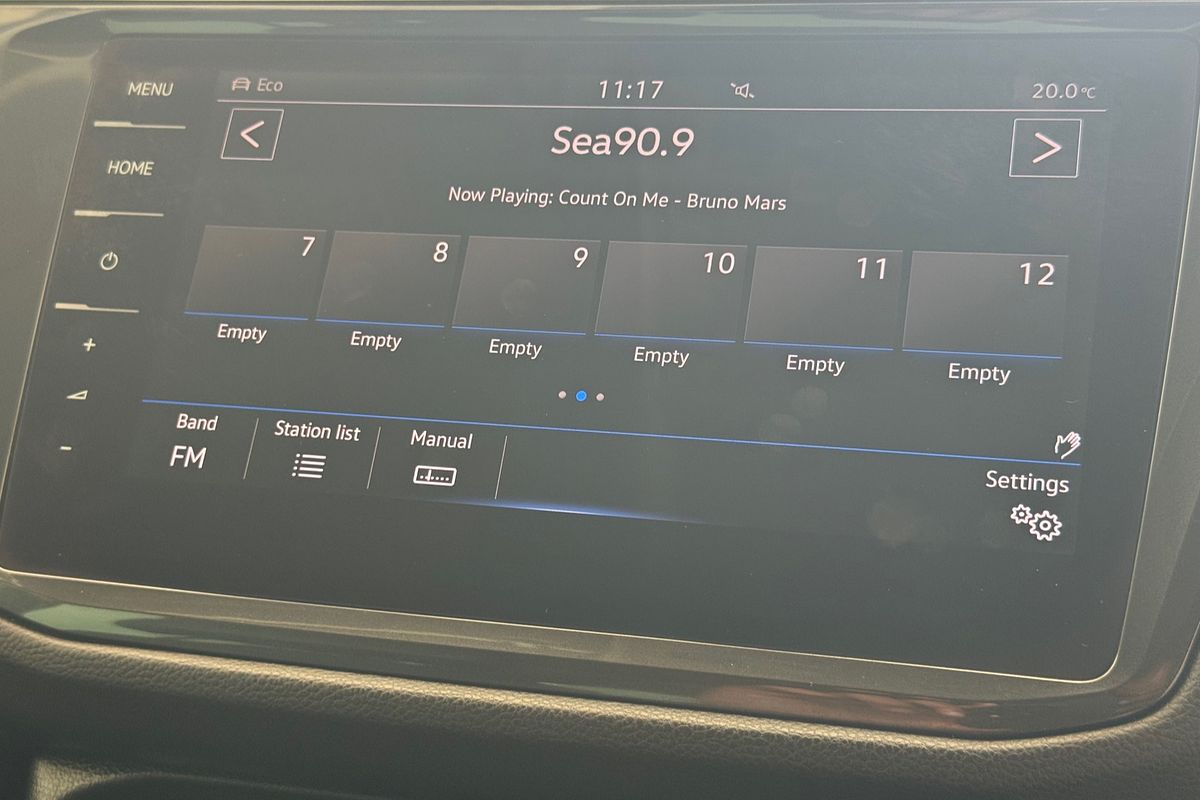 MENU
Eco
11:17
20.0°C
<
Sea90.9
>
HOME
Now Playing: Count On Me - Bruno Mars
7
8
9
10
11
12
Empty
Empty
Empty
Empty
Empty
Empty
+
-
Band
Station list
Manual
FM
Settings